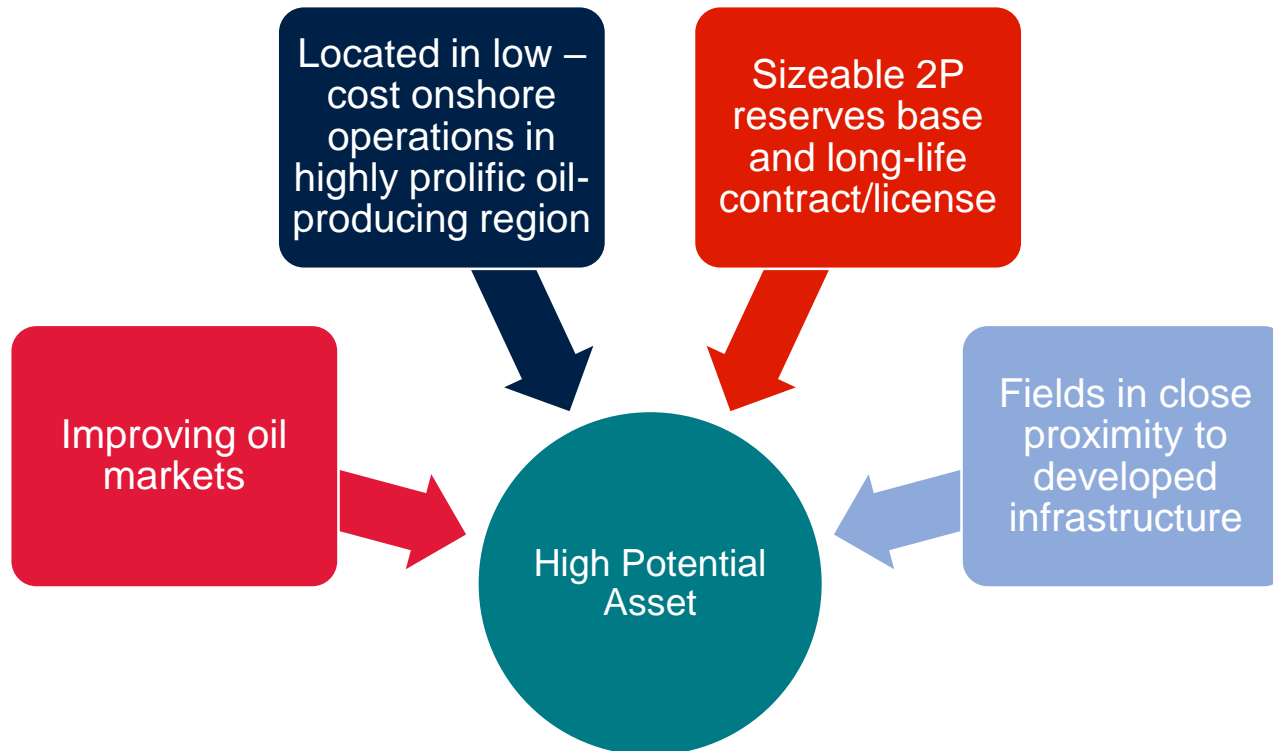 Located in low –
cost onshore
operations in
highly prolific oil-
producing region
Sizeable 2P
reserves base
and long-life
contract/license
Improving oil
markets
Fields in close
proximity to
developed
infrastructure
High Potential
Asset